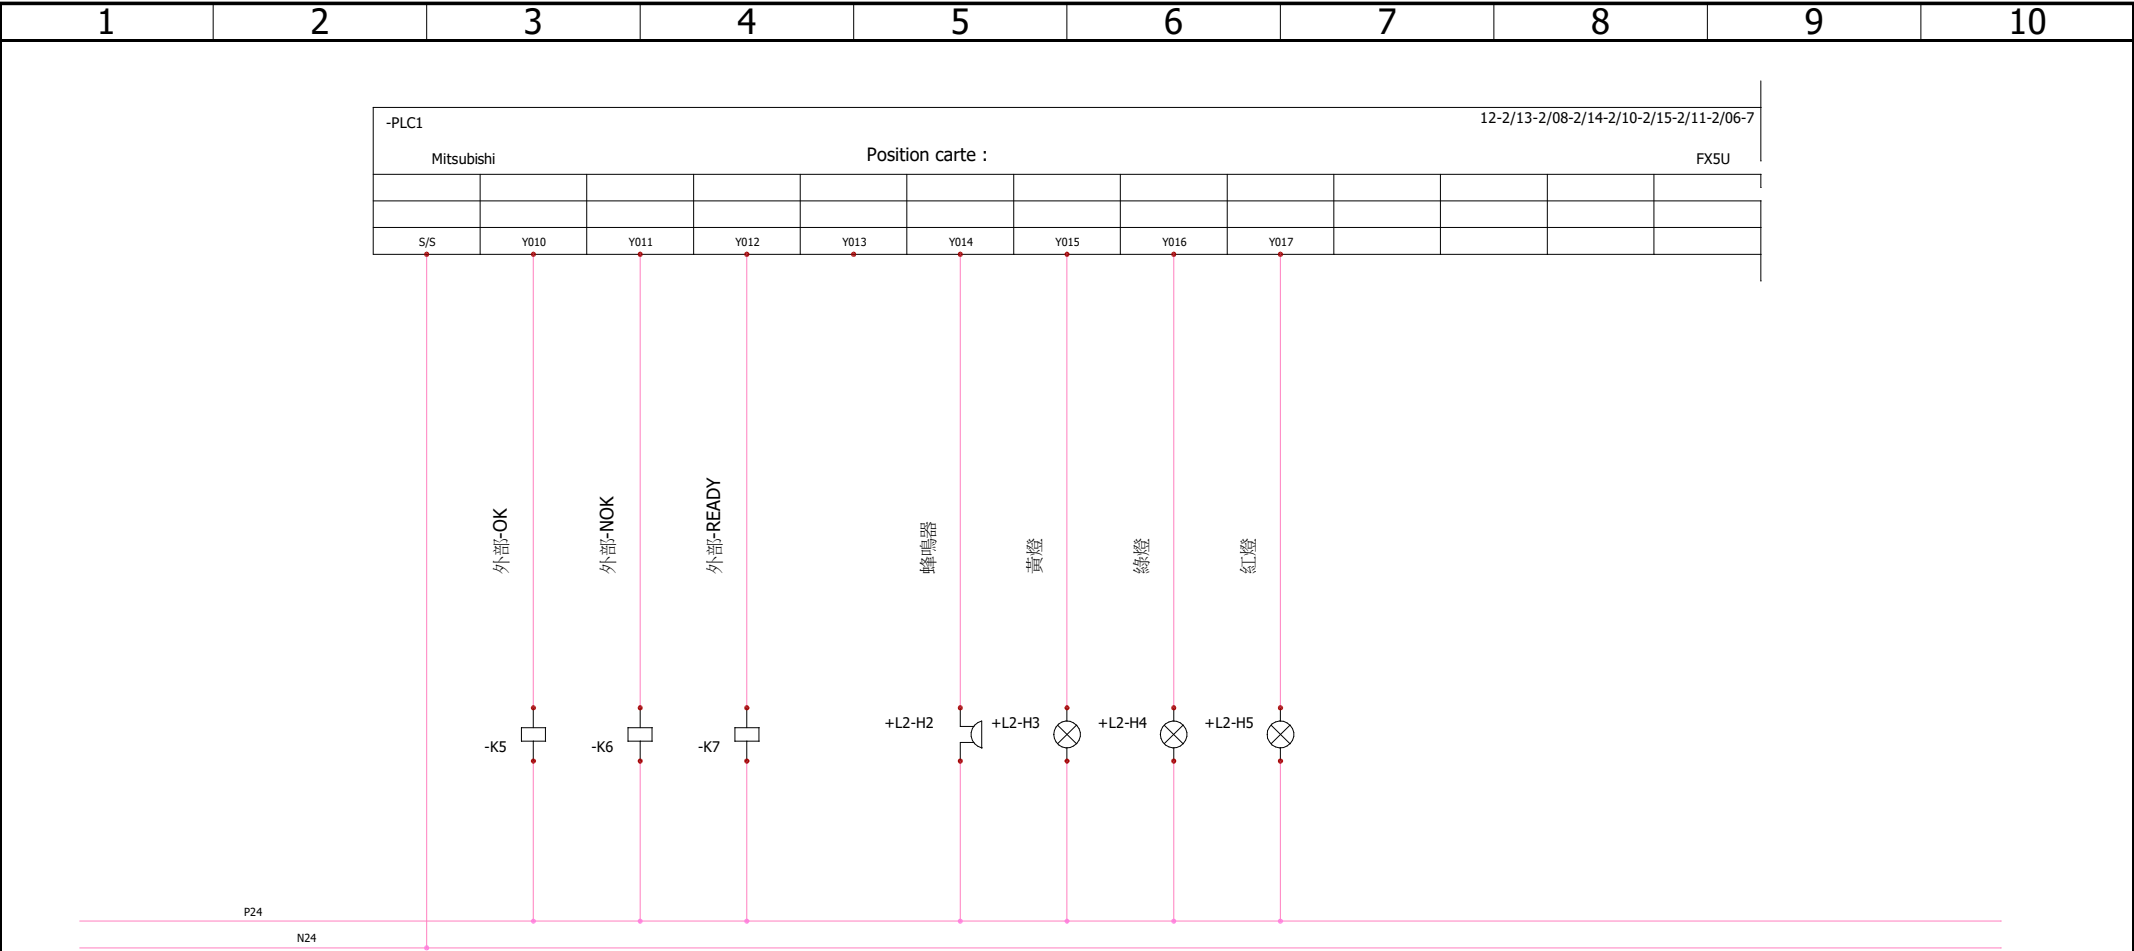 1 2 3 4 5 6 7 8 9 10
-PLC1 12-2/13-2/08-2/14-2/10-2/15-2/11-2/06-7
Mitsubishi Position carte : FX5U
S/S Y010 Y011 Y012 Y013 Y014 Y015 Y016 Y017
外部-OK
外部-NOK
外部-READY
蜂鳴器
黃燈
綠燈
紅燈
-K5
-K6
-K7
+L2-H2
+L2-H3
+L2-H4
+L2-H5
P24
N24